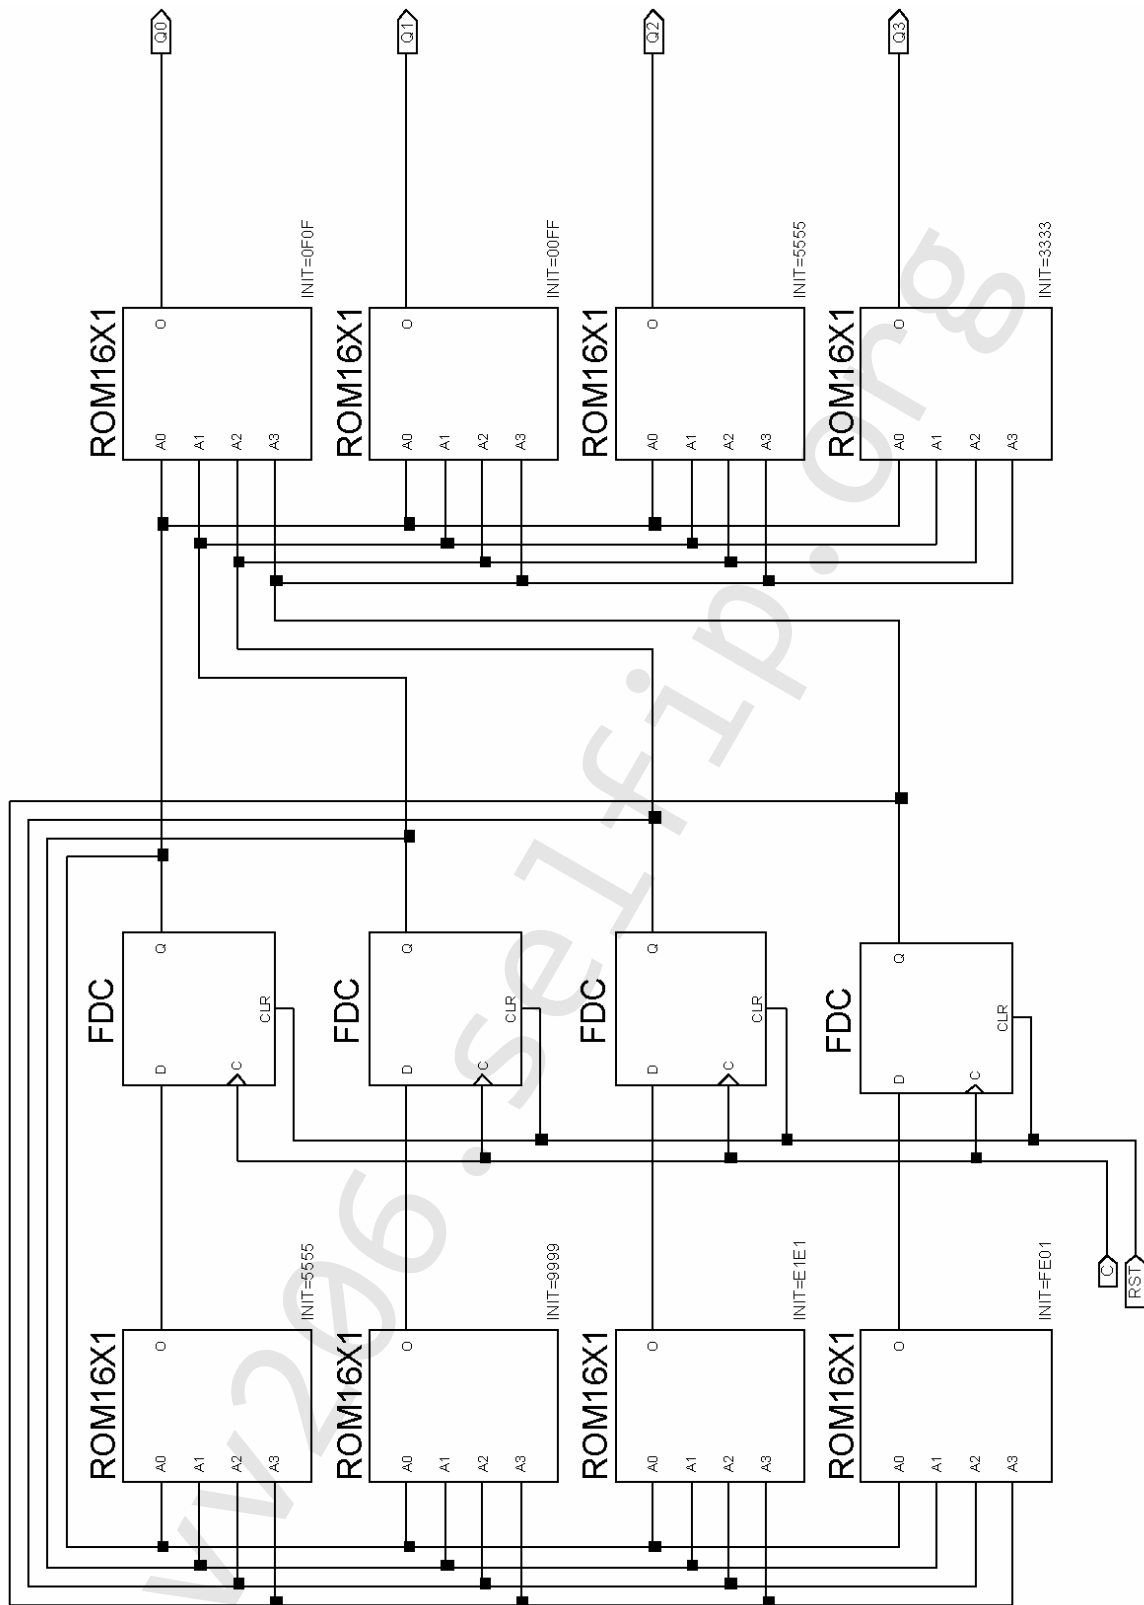 Q0
Q1
Q2
Q3
ROM16X1
A0
A1
A2
A3
O
INIT=0F0F
ROM16X1
A0
A1
A2
A3
O
INIT=00FF
ROM16X1
A0
A1
A2
A3
O
INIT=5555
ROM16X1
A0
A1
A2
A3
O
INIT=3333
FDC
D
C
Q
CLR
FDC
D
C
Q
CLR
FDC
D
C
Q
CLR
FDC
D
C
Q
CLR
ROM16X1
A0
A1
A2
A3
O
INIT=5555
ROM16X1
A0
A1
A2
A3
O
INIT=9999
ROM16X1
A0
A1
A2
A3
O
INIT=E1E1
ROM16X1
A0
A1
A2
A3
O
INIT=FE01
C
RST
vv206.selfip.org